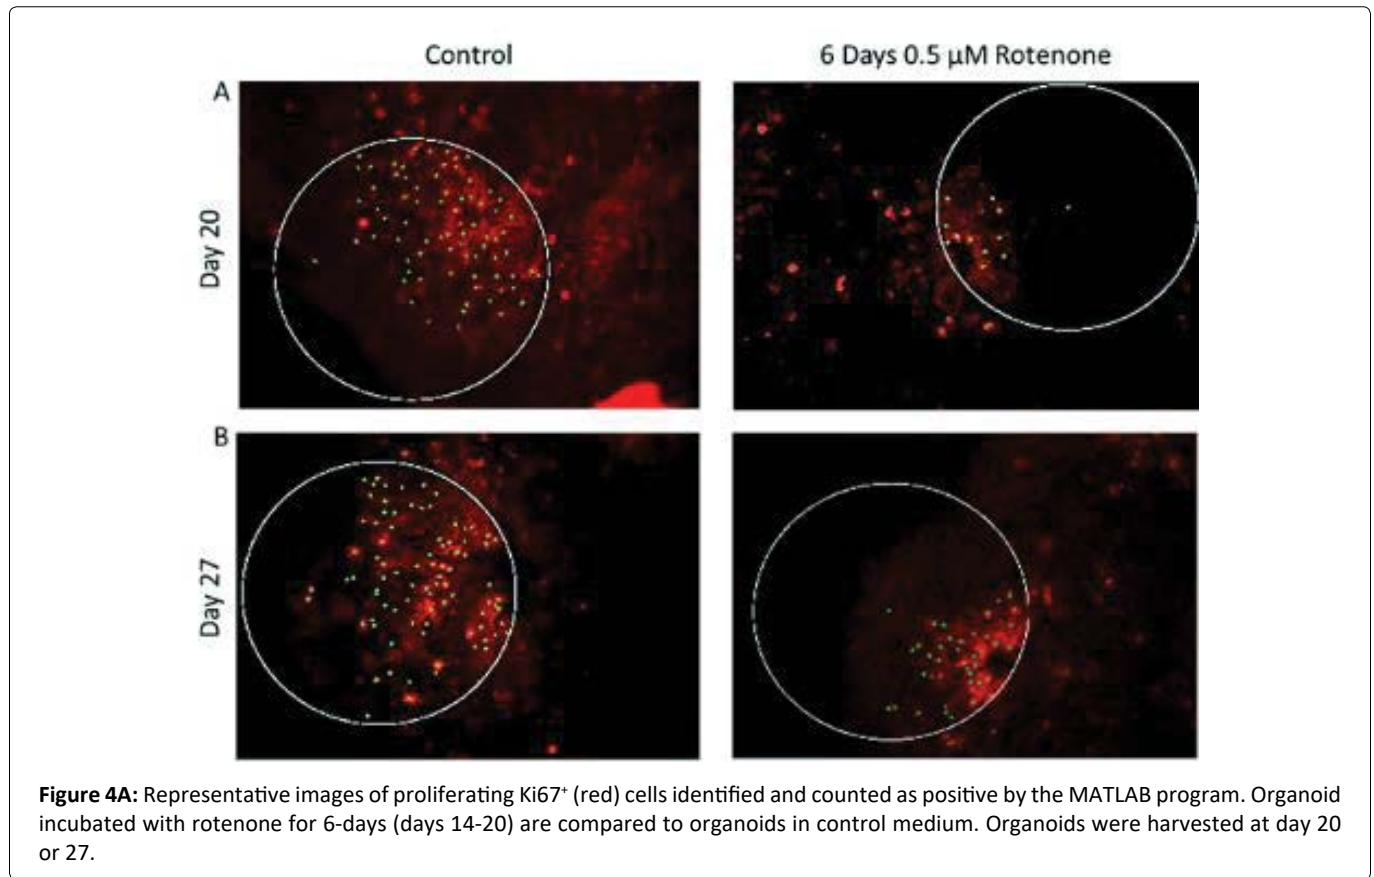 Control
6 Days 0.5 µM Rotenone
A
Day 20
B
Day 27
Figure 4A: Representative images of proliferating Ki67⁺ (red) cells identified and counted as positive by the MATLAB program. Organoid
incubated with rotenone for 6-days (days 14-20) are compared to organoids in control medium. Organoids were harvested at day 20
or 27.